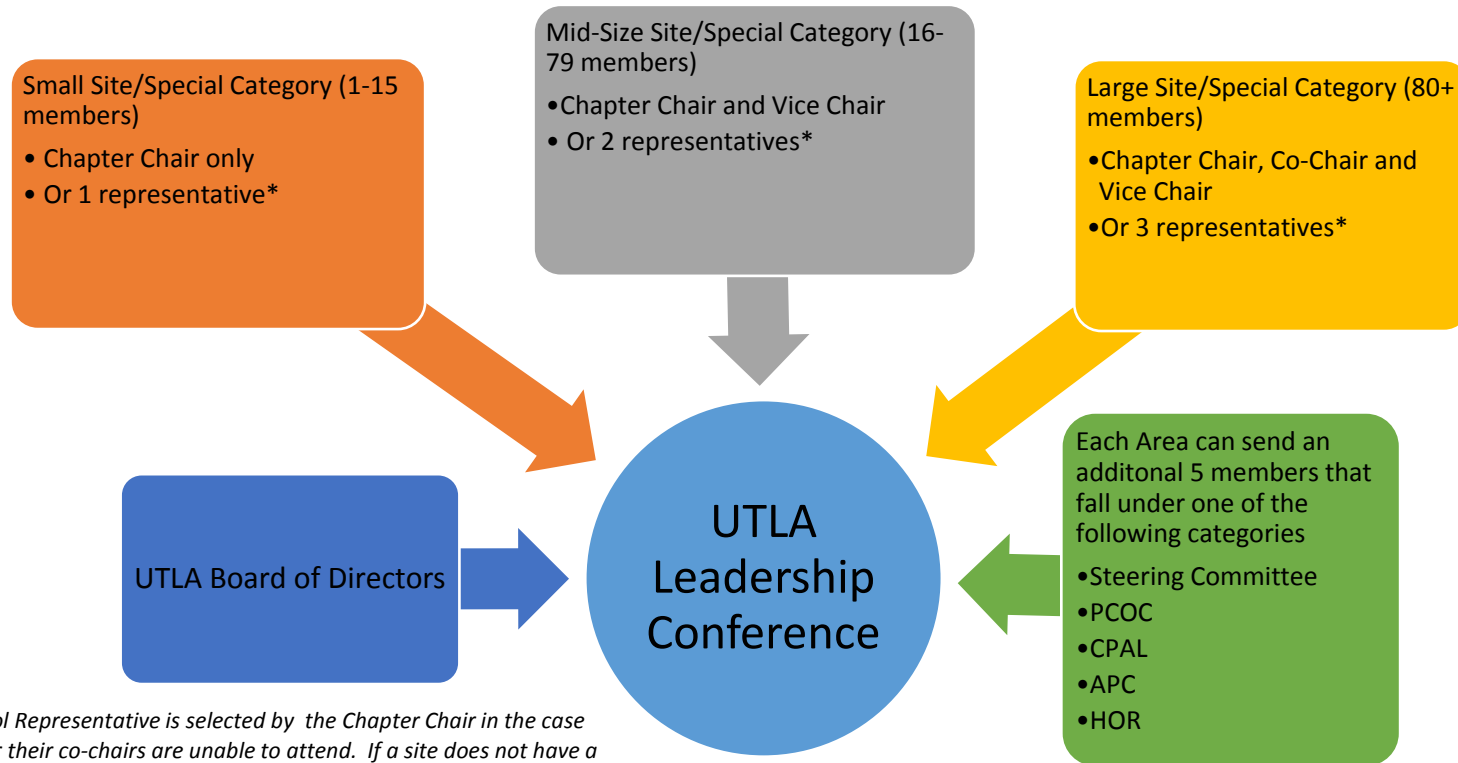 Small Site/Special Category (1-15
members)
• Chapter Chair only
• Or 1 representative*
Mid-Size Site/Special Category (16-
79 members)
•Chapter Chair and Vice Chair
• Or 2 representatives*
Large Site/Special Category (80+
members)
•Chapter Chair, Co-Chair and
Vice Chair
•Or 3 representatives*
UTLA Board of Directors
UTLA
Leadership
Conference
Each Area can send an
additonal 5 members that
fall under one of the
following categories
•Steering Committee
•PCOC
•CPAL
•APC
•HOR
Representative is selected by the Chapter Chair in the case
their co-chairs are unable to attend. If a site does not have a